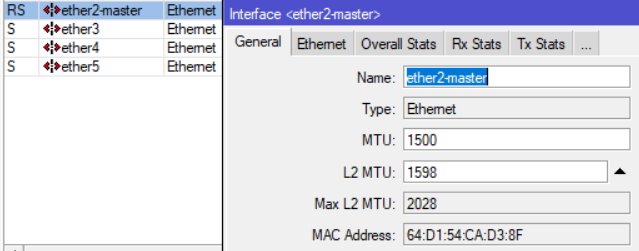 RS ether2-master Ethernet
S ether3 Ethernet
S ether4 Ethernet
S ether5 Ethernet
Interface <ether2-master>
General Ethernet Overall Stats Rx Stats Tx Stats ...
Name: ether2-master
Type: Ethernet
MTU: 1500
L2 MTU: 1598
Max L2 MTU: 2028
MAC Address: 64:D1:54:CA:D3:8F